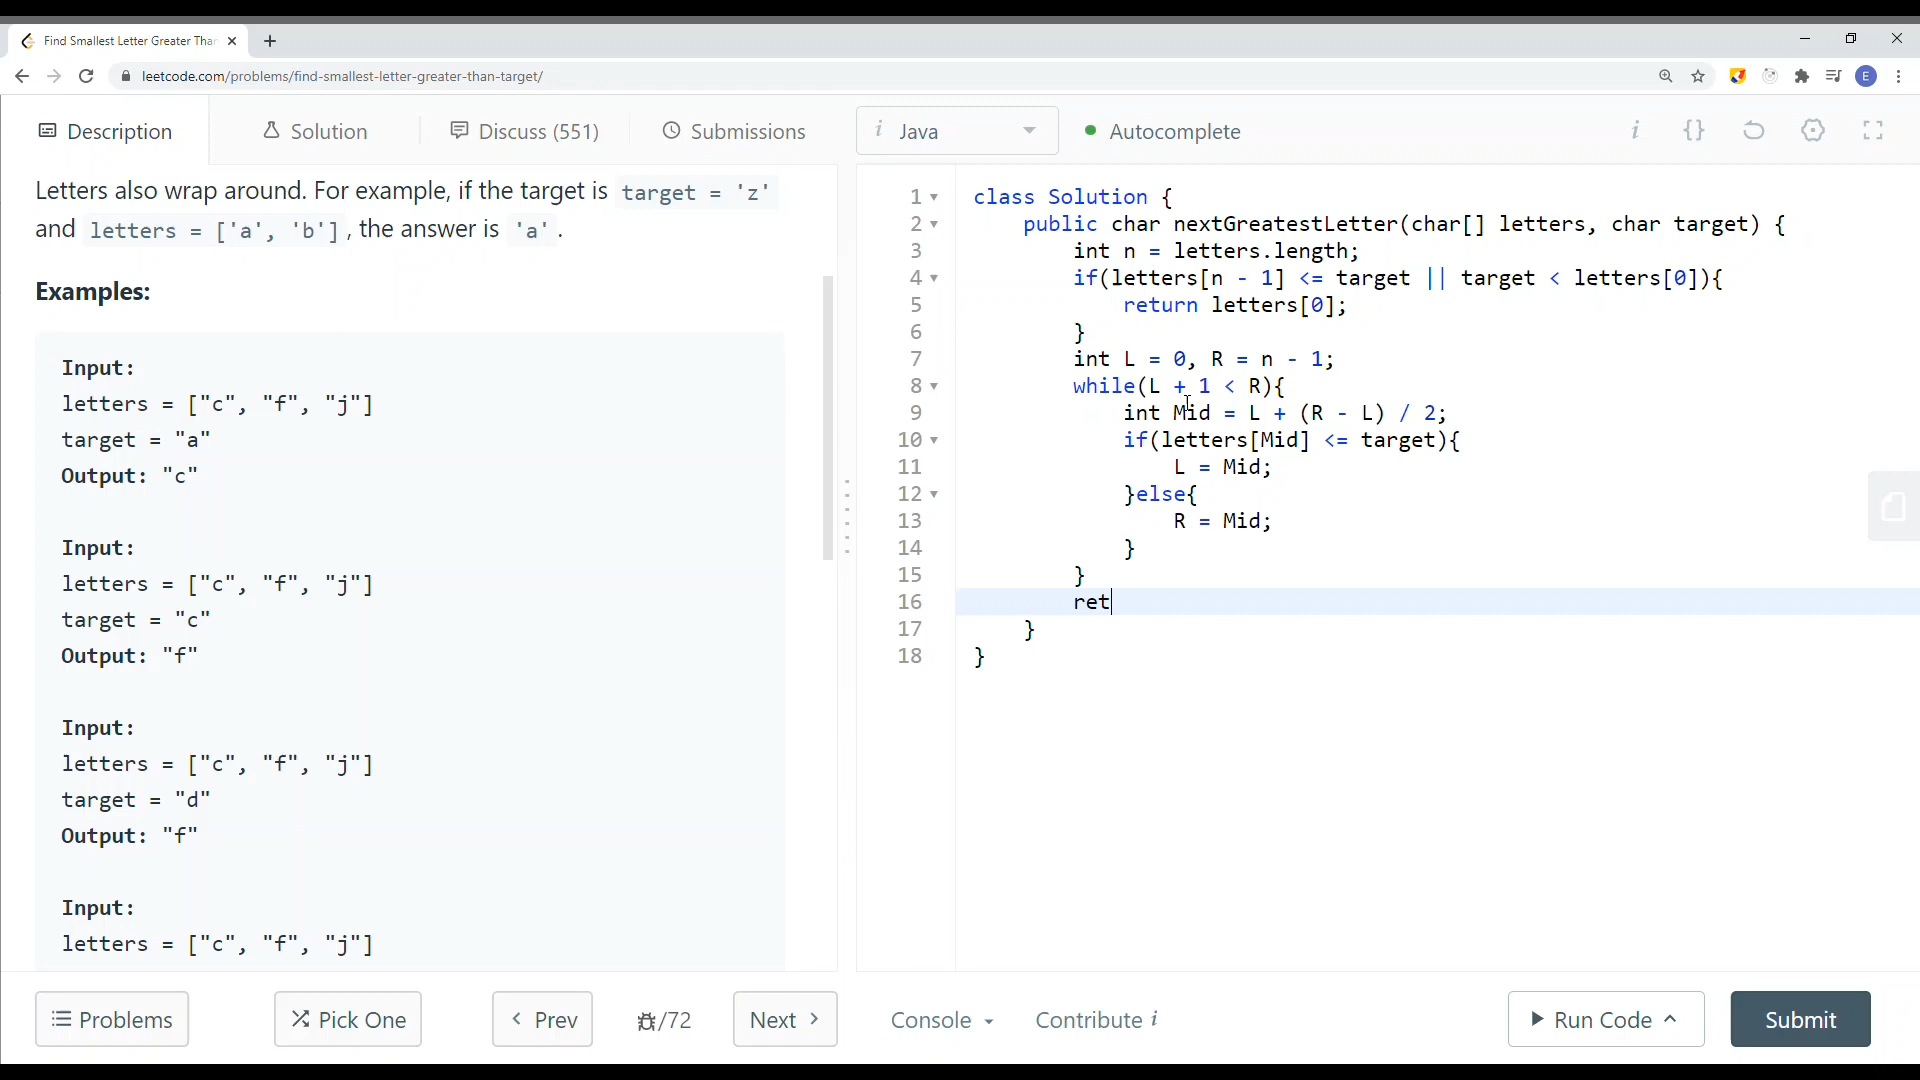 Find Smallest Letter Greater Than
leetcode.com/problems/find-smallest-letter-greater-than-target/
E
Description
Solution
Discuss (551)
Submissions
i Java
Autocomplete
i {}
Letters also wrap around. For example, if the target is target = 'z'
and letters = ['a', 'b'], the answer is 'a'.
Examples:
Input:
letters = ["c", "f", "j"]
target = "a"
Output: "c"
Input:
letters = ["c", "f", "j"]
target = "c"
Output: "f"
Input:
letters = ["c", "f", "j"]
target = "d"
Output: "f"
Input:
letters = ["c", "f", "j"]
1 class Solution {
2 public char nextGreatestLetter(char[] letters, char target) {
3 int n = letters.length;
4 if(letters[n - 1] <= target || target < letters[0]){
5 return letters[0];
6 }
7 int L = 0, R = n - 1;
8 while(L + 1 < R){
9 int Mid = L + (R - L) / 2;
10 if(letters[Mid] <= target){
11 L = Mid;
12 }else{
13 R = Mid;
14 }
15 }
16 ret
17 }
18 }
Problems
Pick One
Prev
/72
Next
Console
Contribute i
Run Code
Submit